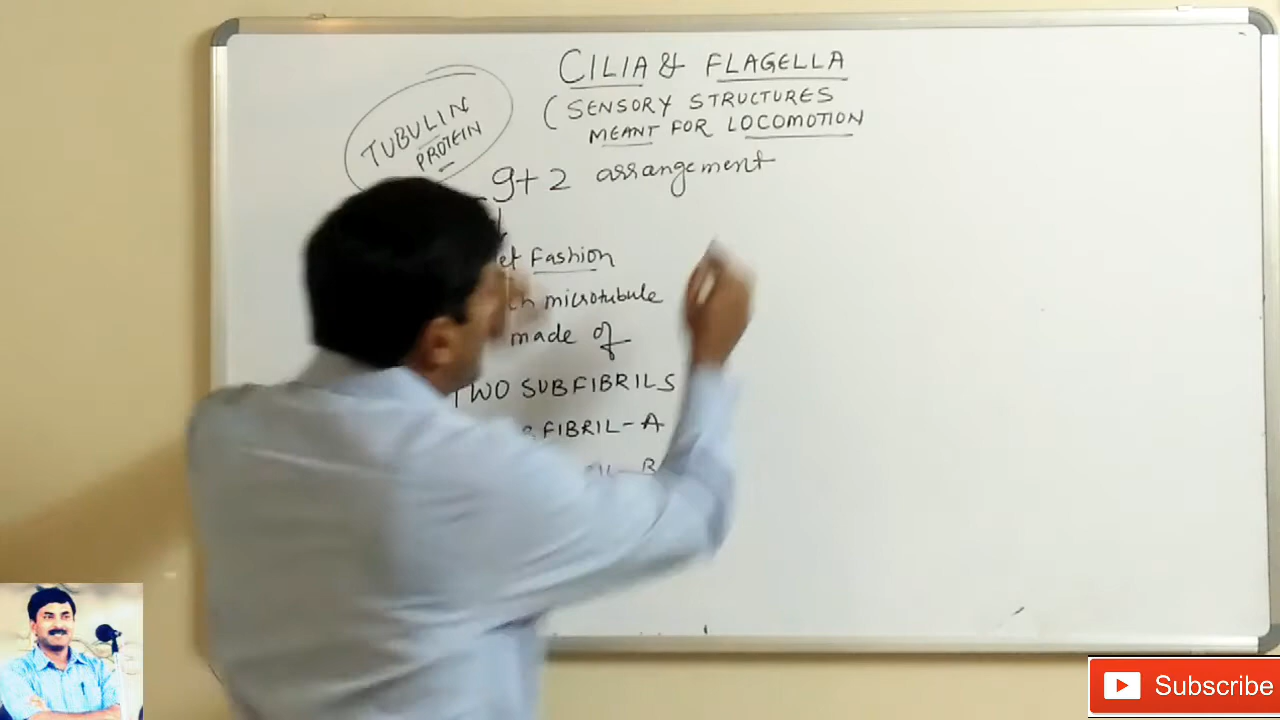 CILIA & FLAGELLA
(SENSORY STRUCTURES
MEANT FOR LOCOMOTION
TUBULIN
PROTEIN
9+2 arrangement
Fashion
microtubule
made of
TWO SUBFIBRILS
FIBRIL-A
B
Subscribe